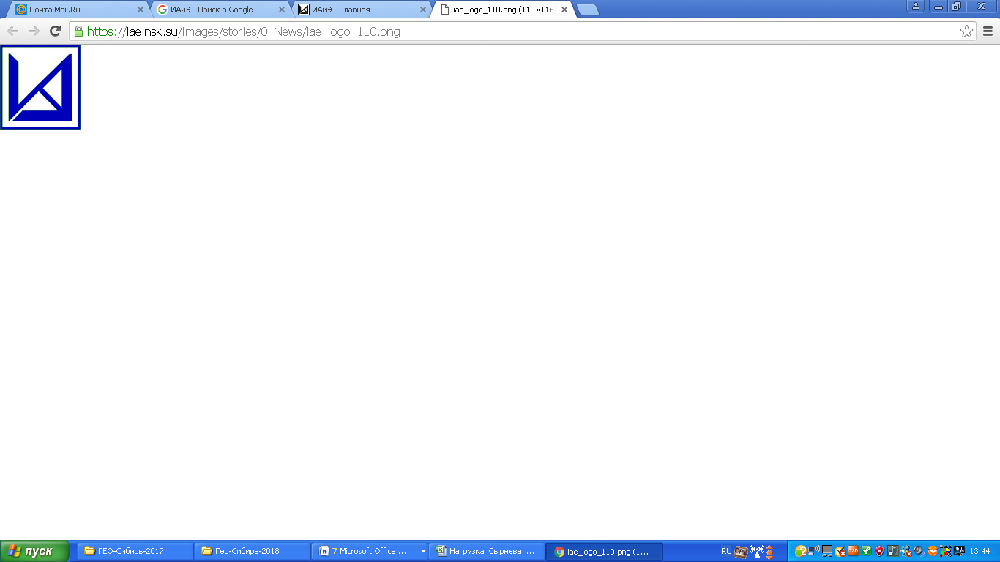 Почта Mail.Ru
ИАиЭ - Поиск в Google
ИАиЭ - Главная
iae_logo_110.png (110×116
https://iae.nsk.su/images/stories/0_News/iae_logo_110.png
пуск
ГЕО-Сибирь-2017
Гео-Сибирь-2018
7 Microsoft Office ...
Нагрузка_Сырнева_...
iae_logo_110.png (1...
RL
13:44